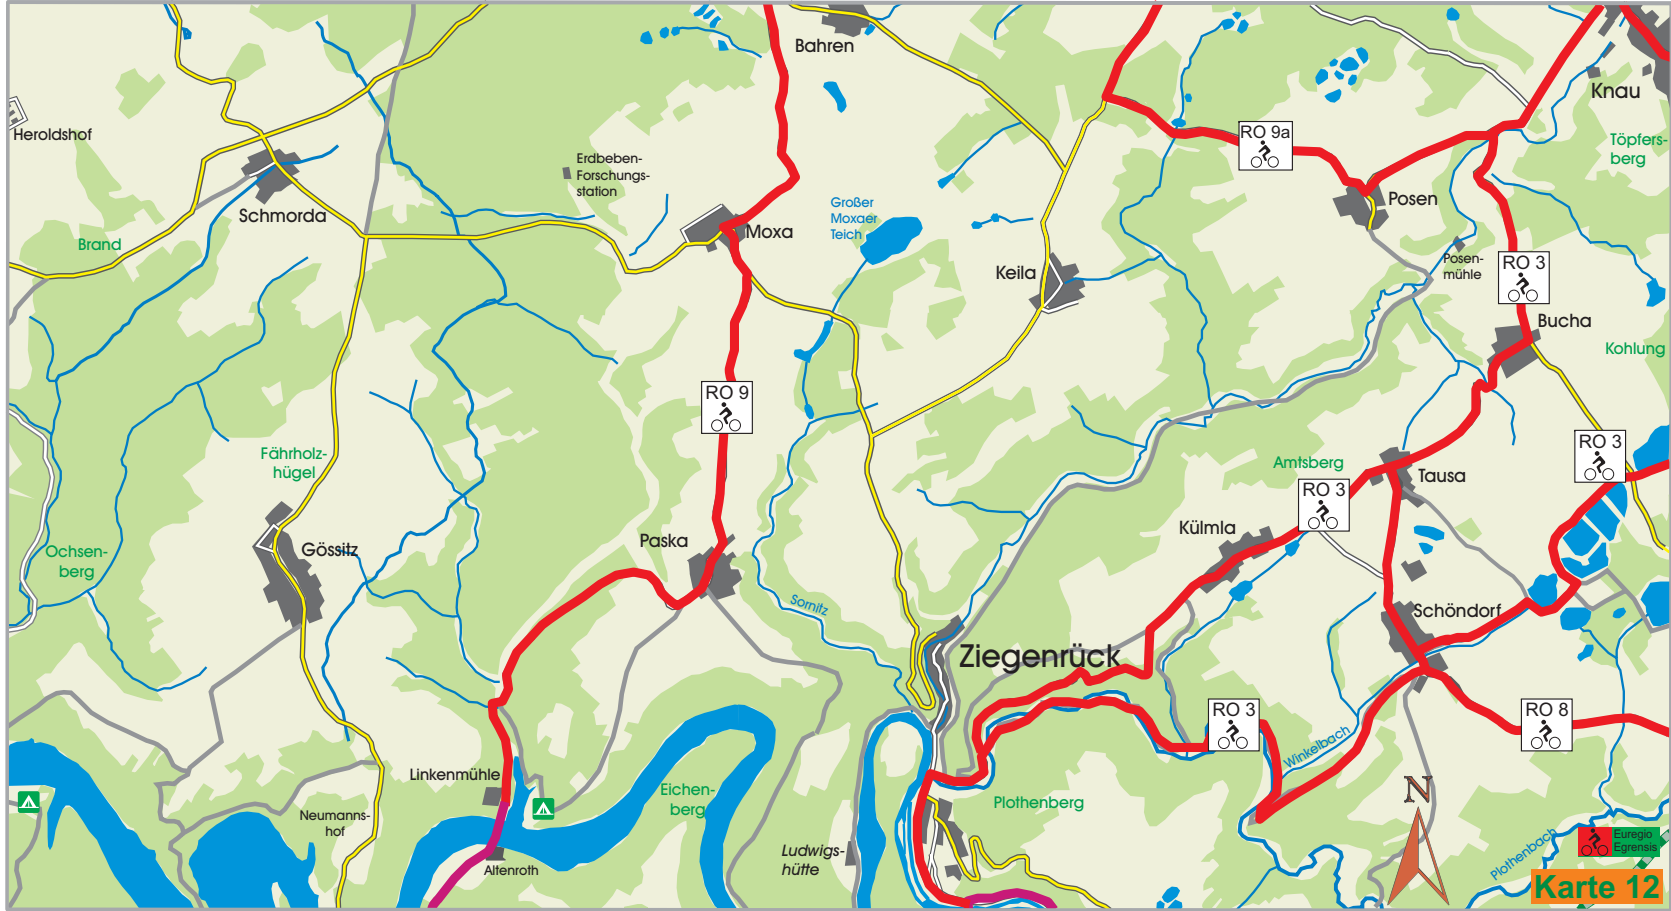 Bahren
Knau
Heroldshof
RO 9a
Töpfers-
berg
Erdbeben-
Forschungs-
station
Schmorda
Posen
Großer
Moxaer
Teich
Brand
Moxa
Keila
Posen-
mühle
RO 3
Bucha
Kohlung
RO 9
Fährholz-
hügel
Amtsberg
RO 3
Tausa
RO 3
Külmla
Paska
Gössitz
Ochsen-
berg
Sornitz
Schöndorf
Ziegenrück
RO 3
RO 8
Winkelbach
Linkenmühle
Eichen-
berg
Plothenberg
N
Neumanns-
hof
Ludwigs-
hütte
Altenroth
Plothenbach
Euregio
Egrensis
Karte 12